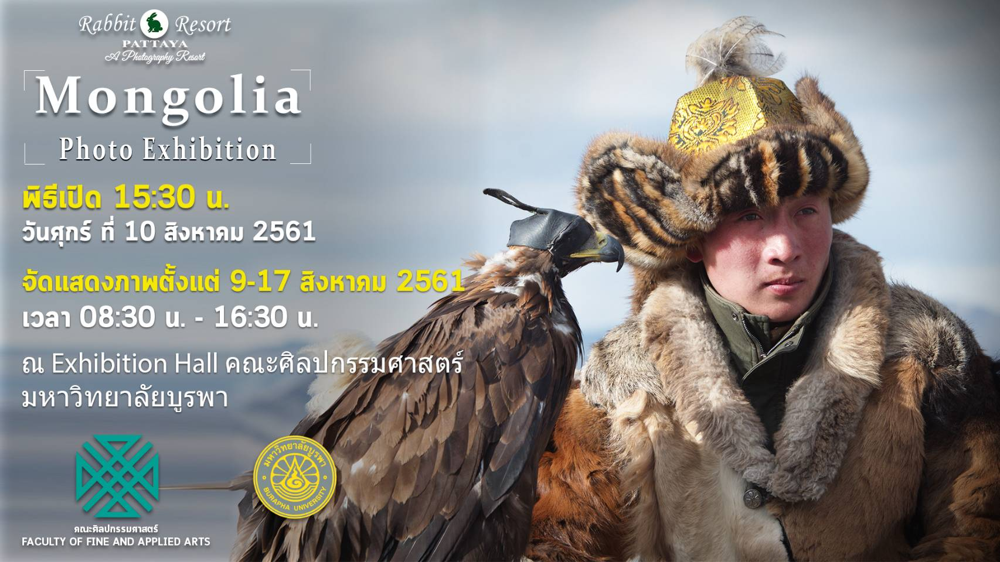 Rabbit Resort
PATTAYA
A Photography Resort
Mongolia
Photo Exhibition
พิธีเปิด 15:30 น.
วันศุกร์ ที่ 10 สิงหาคม 2561
จัดแสดงภาพตั้งแต่ 9-17 สิงหาคม 2561
เวลา 08:30 น. - 16:30 น.
ณ Exhibition Hall คณะศิลปกรรมศาสตร์
มหาวิทยาลัยบูรพา
มหาวิทยาลัยบูรพา
BURAPHA UNIVERSITY
คณะศิลปกรรมศาสตร์
FACULTY OF FINE AND APPLIED ARTS